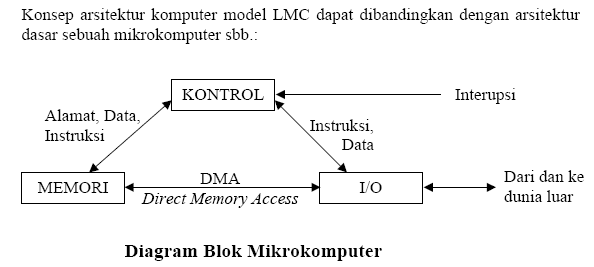 Konsep arsitektur komputer model LMC dapat dibandingkan dengan arsitektur
dasar sebuah mikrokomputer sbb.:
KONTROL
Interupsi
Alamat, Data,
Instruksi
Instruksi,
Data
MEMORI
DMA
Direct Memory Access
I/O
Dari dan ke
dunia luar
Diagram Blok Mikrokomputer